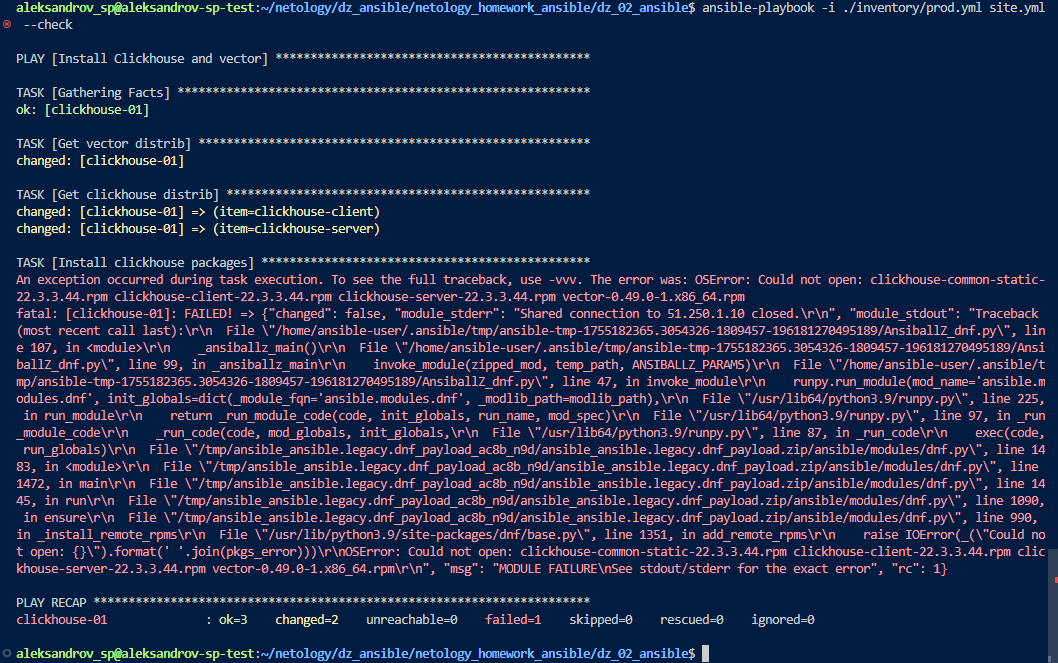 aleksandrov_sp@aleksandrov-sp-test:~/netology/dz_ansible/netology_homework_ansible/dz_02_ansible$ ansible-playbook -i ./inventory/prod.yml site.yml
--check
PLAY [Install Clickhouse and vector] *********************************************
TASK [Gathering Facts] ***********************************************************
ok: [clickhouse-01]
TASK [Get vector distrib] ********************************************************
changed: [clickhouse-01]
TASK [Get clickhouse distrib] ****************************************************
changed: [clickhouse-01] => (item=clickhouse-client)
changed: [clickhouse-01] => (item=clickhouse-server)
TASK [Install clickhouse packages] ***********************************************
An exception occurred during task execution. To see the full traceback, use -vvv. The error was: OSError: Could not open: clickhouse-common-static-
22.3.3.44.rpm clickhouse-client-22.3.3.44.rpm clickhouse-server-22.3.3.44.rpm vector-0.49.0-1.x86_64.rpm
fatal: [clickhouse-01]: FAILED! => {"changed": false, "module_stderr": "Shared connection to 51.250.1.10 closed.\r\n", "module_stdout": "Traceback
(most recent call last):\r\n  File \"/home/ansible-user/.ansible/tmp/ansible-tmp-1755182365.3054326-1809457-196181270495189/AnsiballZ_dnf.py\", lin
e 107, in <module>\r\n    _ansiballz_main()\r\n  File \"/home/ansible-user/.ansible/tmp/ansible-tmp-1755182365.3054326-1809457-196181270495189/Ansi
ballZ_dnf.py\", line 99, in _ansiballz_main\r\n    invoke_module(zipped_mod, temp_path, ANSIBALLZ_PARAMS)\r\n  File \"/home/ansible-user/.ansible/t
mp/ansible-tmp-1755182365.3054326-1809457-196181270495189/AnsiballZ_dnf.py\", line 47, in invoke_module\r\n    runpy.run_module(mod_name='ansible.m
odules.dnf', init_globals=dict(_module_fqn='ansible.modules.dnf', _modlib_path=modlib_path),\r\n  File \"/usr/lib64/python3.9/runpy.py\", line 225,
in run_module\r\n    return _run_module_code(code, init_globals, run_name, mod_spec)\r\n  File \"/usr/lib64/python3.9/runpy.py\", line 97, in _run
_module_code\r\n    _run_code(code, mod_globals, init_globals,\r\n  File \"/usr/lib64/python3.9/runpy.py\", line 87, in _run_code\r\n    exec(code,
run_globals)\r\n  File \"/tmp/ansible_ansible.legacy.dnf_payload_ac8b_n9d/ansible_ansible.legacy.dnf_payload.zip/ansible/modules/dnf.py\", line 14
83, in <module>\r\n  File \"/tmp/ansible_ansible.legacy.dnf_payload_ac8b_n9d/ansible_ansible.legacy.dnf_payload.zip/ansible/modules/dnf.py\", line
1472, in main\r\n  File \"/tmp/ansible_ansible.legacy.dnf_payload_ac8b_n9d/ansible_ansible.legacy.dnf_payload.zip/ansible/modules/dnf.py\", line 14
45, in run\r\n  File \"/tmp/ansible_ansible.legacy.dnf_payload_ac8b_n9d/ansible_ansible.legacy.dnf_payload.zip/ansible/modules/dnf.py\", line 1090,
in ensure\r\n  File \"/tmp/ansible_ansible.legacy.dnf_payload_ac8b_n9d/ansible_ansible.legacy.dnf_payload.zip/ansible/modules/dnf.py\", line 990,
in _install_remote_rpms\r\n  File \"/usr/lib/python3.9/site-packages/dnf/base.py\", line 1351, in add_remote_rpms\r\n    raise IOError(_(\"Could no
t open: {}\").format(' '.join(pkgs_error)))\r\nOSError: Could not open: clickhouse-common-static-22.3.3.44.rpm clickhouse-client-22.3.3.44.rpm clic
khouse-server-22.3.3.44.rpm vector-0.49.0-1.x86_64.rpm\r\n", "msg": "MODULE FAILURE\nSee stdout/stderr for the exact error", "rc": 1}
PLAY RECAP ***********************************************************************
clickhouse-01              : ok=3    changed=2    unreachable=0    failed=1    skipped=0    rescued=0    ignored=0
aleksandrov_sp@aleksandrov-sp-test:~/netology/dz_ansible/netology_homework_ansible/dz_02_ansible$